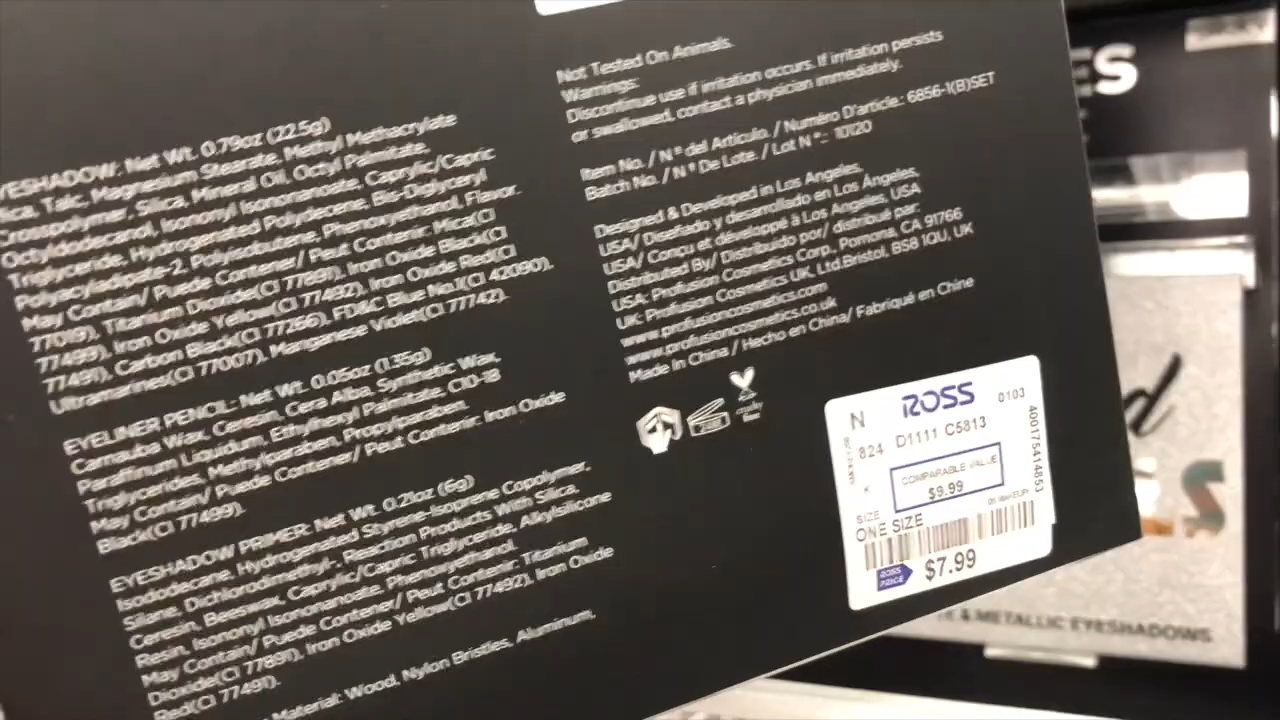 YESHADOW: Net Wt. 0.79oz (22.5g)
ica, Talc, Magnesium Stearate, Methyl Methacrylate
Crosspolymer, Silica, Mineral Oil, Octyl Palmitate,
Octyldodecanol, Isononyl Isononanoate, Caprylic/Capric
Triglyceride, Hydrogenated Polydecene, Bis-Diglyceryl
Polyacyladipate-2, Polyisobutene, Phenoxyethanol, Flavor.
May Contain/ Puede Contener/ Peut Contenir: Mica(CI
77019), Titanium Dioxide(CI 77891), Iron Oxide Black(CI
77499), Iron Oxide Yellow(CI 77492), Iron Oxide Red(CI
77491), Carbon Black(CI 77266), FD&C Blue No.1(CI 42090),
Ultramarines(CI 77007), Manganese Violet(CI 77742).
EYELINER PENCIL: Net Wt. 0.05oz (1.35g)
Carnauba Wax, Ceresin, Cera Alba, Synthetic Wax,
Paraffinum Liquidum, Ethylhexyl Palmitate, C10-18
Triglycerides, Methylparaben, Propylparaben.
May Contain/ Puede Contener/ Peut Contenir: Iron Oxide
Black(CI 77499).
EYESHADOW PRIMER: Net Wt. 0.21oz (6g)
Isododecane, Hydrogenated Styrene-Isoprene Copolymer,
Silane, Dichlorodimethyl-, Reaction Products With Silica,
Ceresin, Beeswax, Caprylic/Capric Triglyceride, Alkylsilicone
Resin, Isononyl Isononanoate, Phenoxyethanol.
May Contain/ Puede Contener/ Peut Contenir: Titanium
Dioxide(CI 77891), Iron Oxide Yellow(CI 77492), Iron Oxide
Red(CI 77491).
Material: Wood, Nylon Bristles, Aluminum,
Not Tested On Animals.
Warnings:
Discontinue use if irritation occurs. If irritation persists
or swallowed, contact a physician immediately.
Item No. / N° del Artículo. / Numéro D'article.: 6856-1(B)SET
Batch No. / N° De Lote. / Lot N°.: 10120
Designed & Developed in Los Angeles,
USA/ Diseñado y desarrollado en Los Ángeles,
USA/ Conçu et développé à Los Angeles, USA
Distributed By/ Distribuido por/ distribué par:
USA: Profusion Cosmetics Corp., Pomona, CA 91766
UK: Profusion Cosmetics UK, Ltd.Bristol, BS8 1QU, UK
www.profusioncosmetics.com
www.profusioncosmetics.co.uk
Made In China / Hecho en China/ Fabriqué en Chine
cruelty
free
N
ROSS
0103
824 D1111 C5813
400175414853
K
COMPARABLE VALUE
$9.99
SIZE
ONE SIZE
ROSS
PRICE
$7.99
ES
d
S
& METALLIC EYESHADOWS